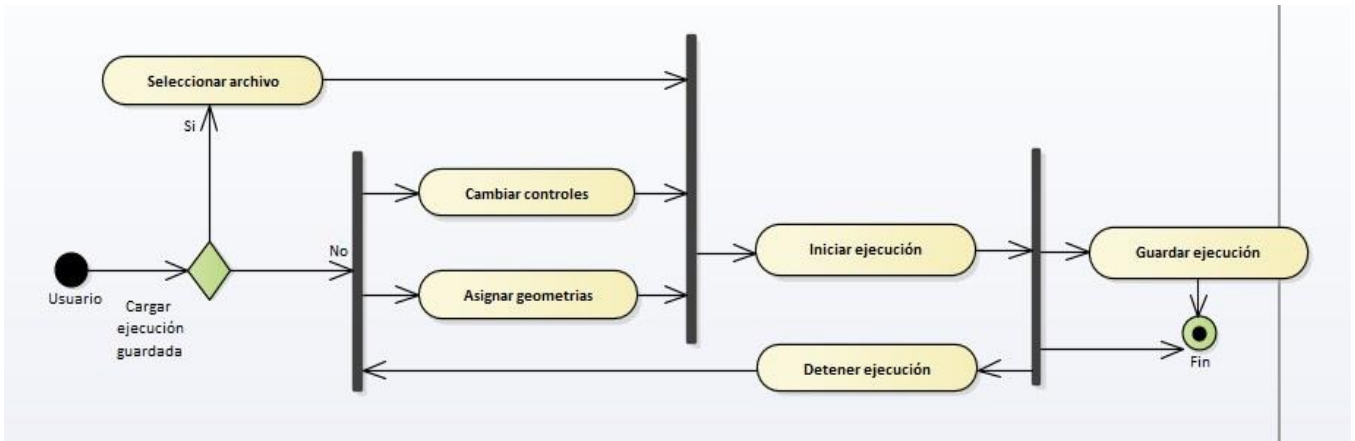 Seleccionar archivo
Si
Cambiar controles
No
Iniciar ejecución
Guardar ejecución
Usuario
Cargar
ejecución
guardada
Asignar geometrias
Detener ejecución
Fin